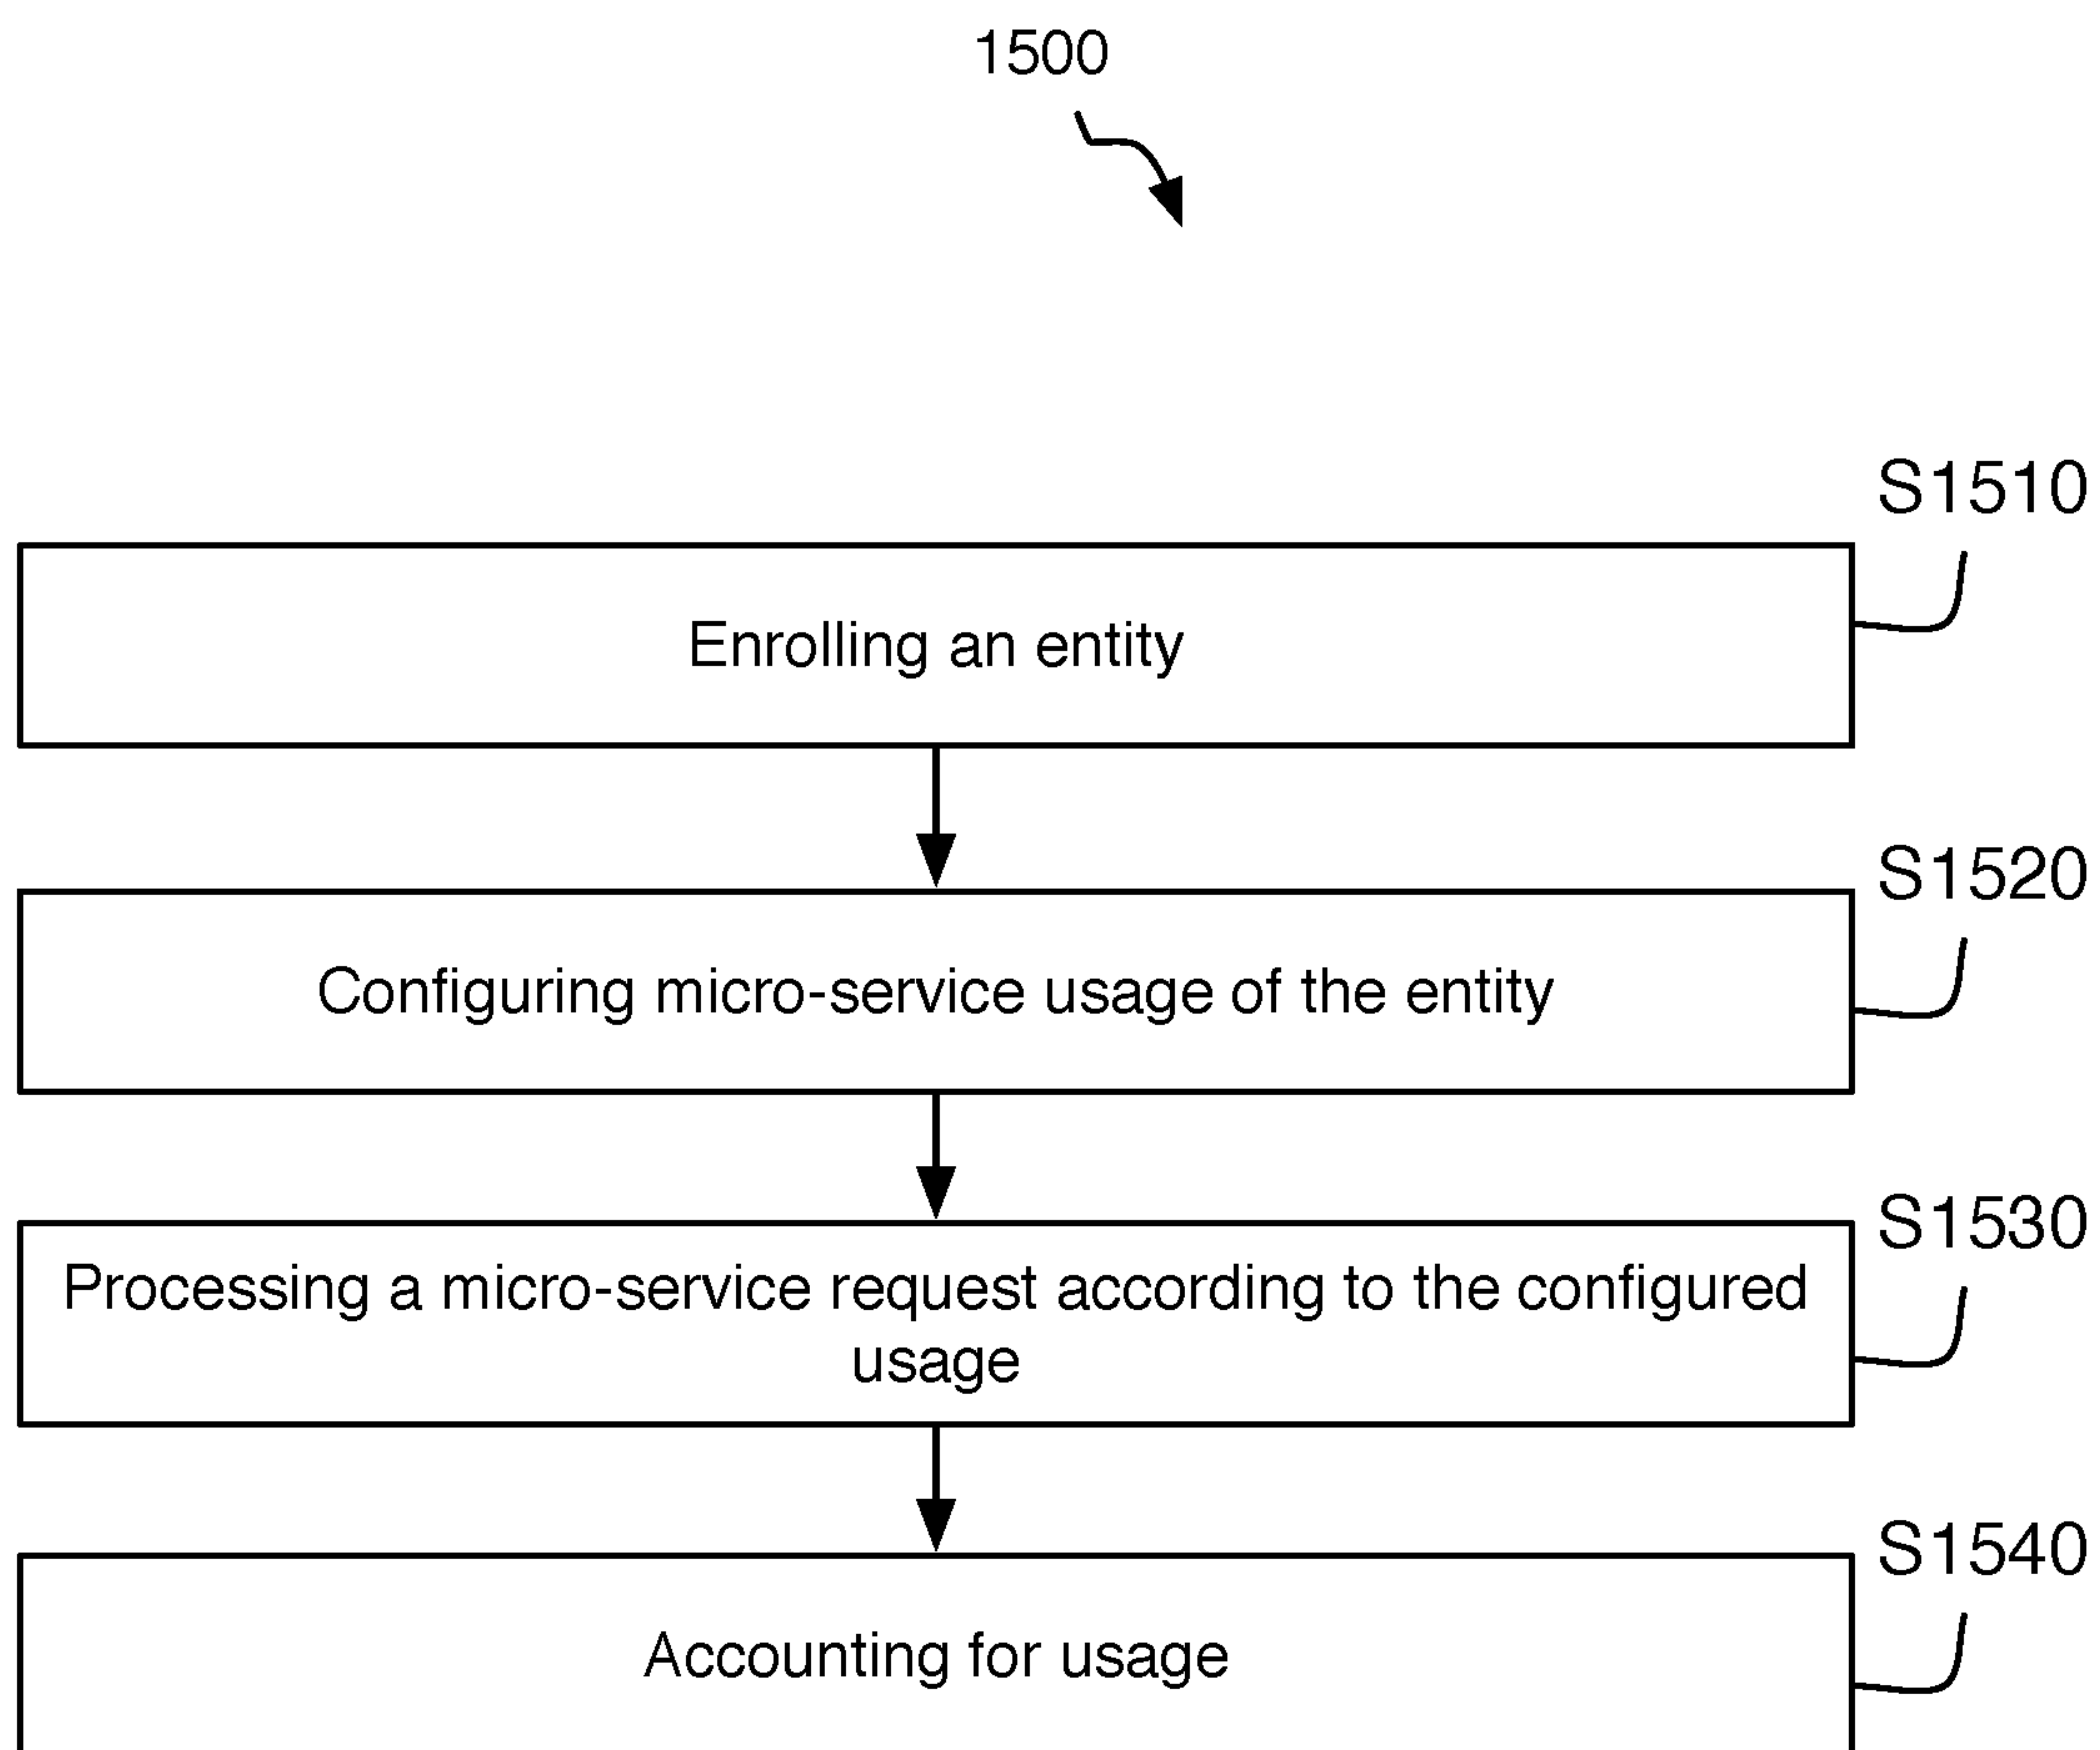 1500
S1510
Enrolling an entity
S1520
Configuring micro-service usage of the entity
S1530
Processing a micro-service request according to the configured
usage
S1540
Accounting for usage